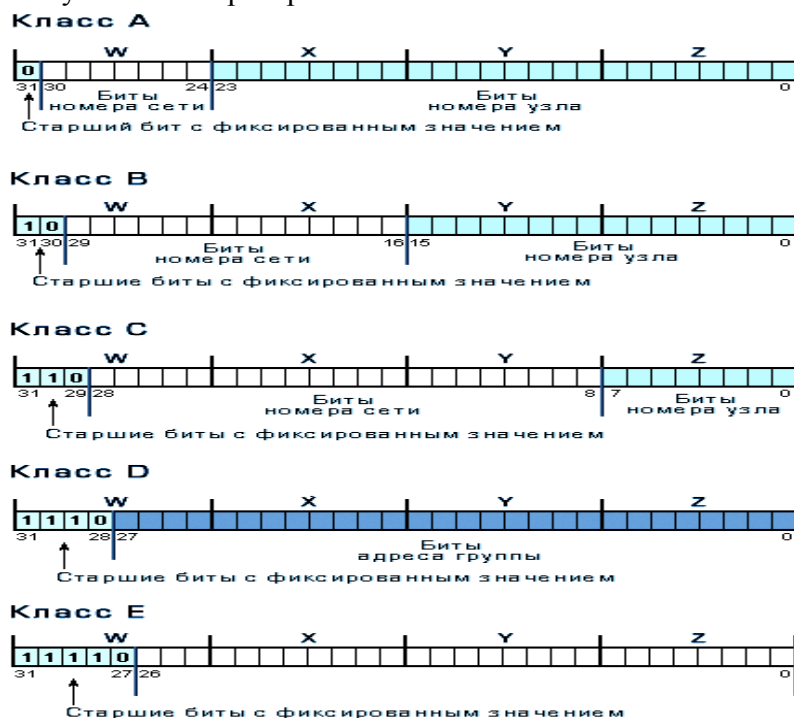 Класс А
W X Y Z
0
31 30 24 23 0
Биты Биты
номера сети номера узла
Старший бит с фиксированным значением
Класс В
W X Y Z
1 0
31 30 29 16 15 0
Биты Биты
номера сети номера узла
Старшие биты с фиксированным значением
Класс С
W X Y Z
1 1 0
31 29 28 8 7 0
Биты Биты
номера сети номера узла
Старшие биты с фиксированным значением
Класс D
W X Y Z
1 1 1 0
31 28 27 0
Биты
адреса группы
Старшие биты с фиксированным значением
Класс Е
W X Y Z
1 1 1 1 0
31 27 26 0
Старшие биты с фиксированным значением